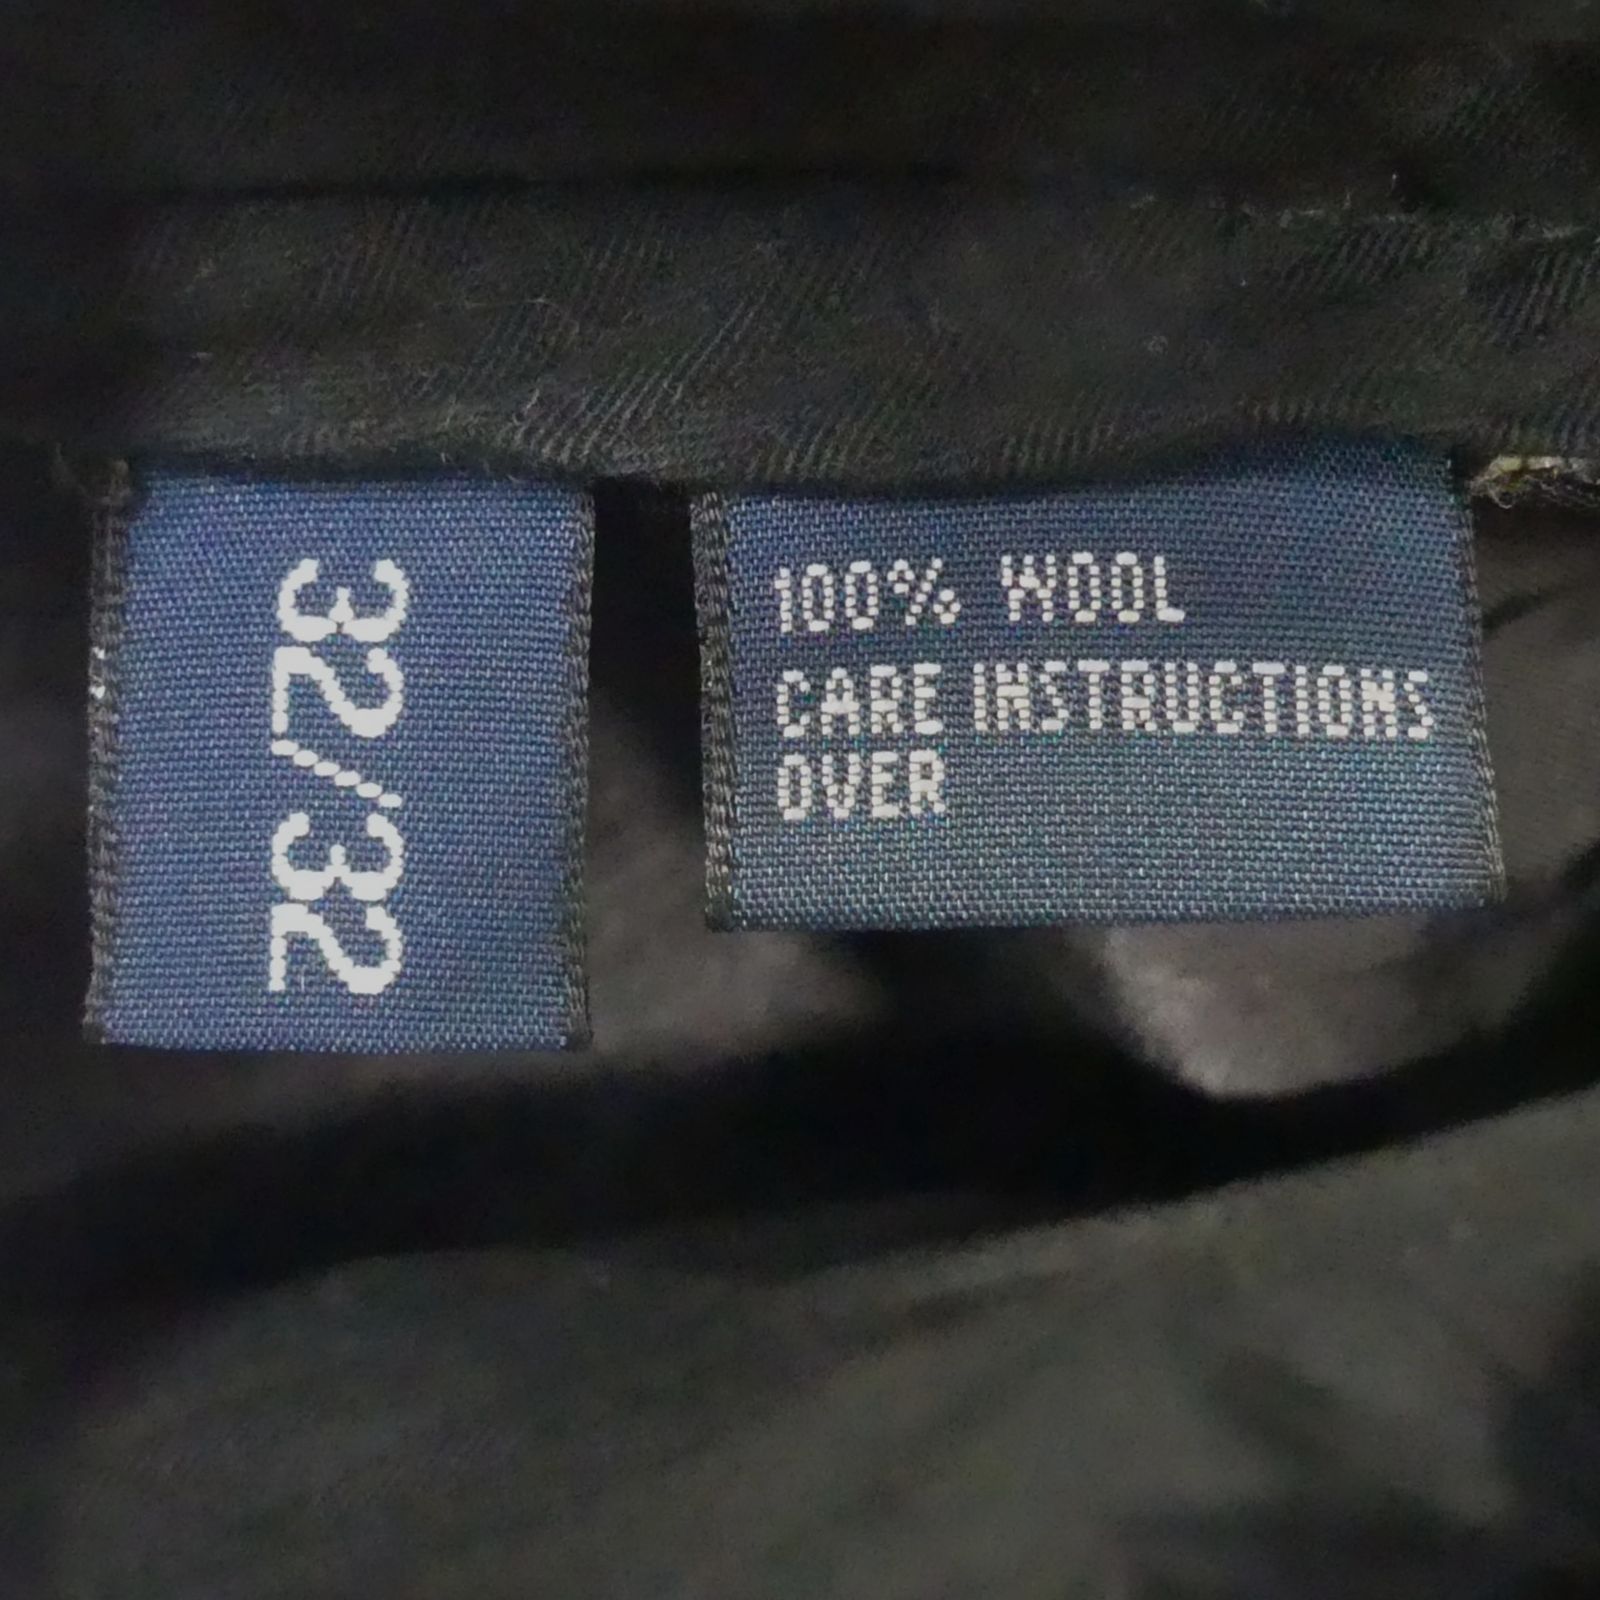 32/32
100% WOOL
CARE INSTRUCTIONS
OVER